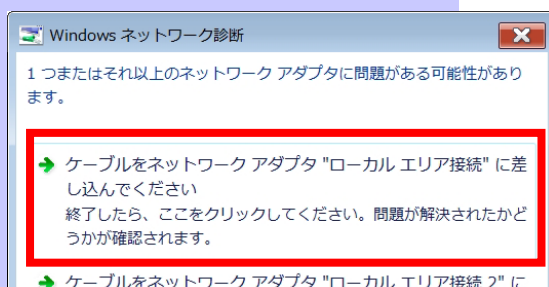 Windows ネットワーク診断
1 つまたはそれ以上のネットワーク アダプタに問題がある可能性があり
ます。
ケーブルをネットワーク アダプタ "ローカル エリア接続" に差
し込んでください
終了したら、ここをクリックしてください。問題が解決されたかど
うかが確認されます。
ケーブルをネットワーク アダプタ "ローカル エリア接続 2" に